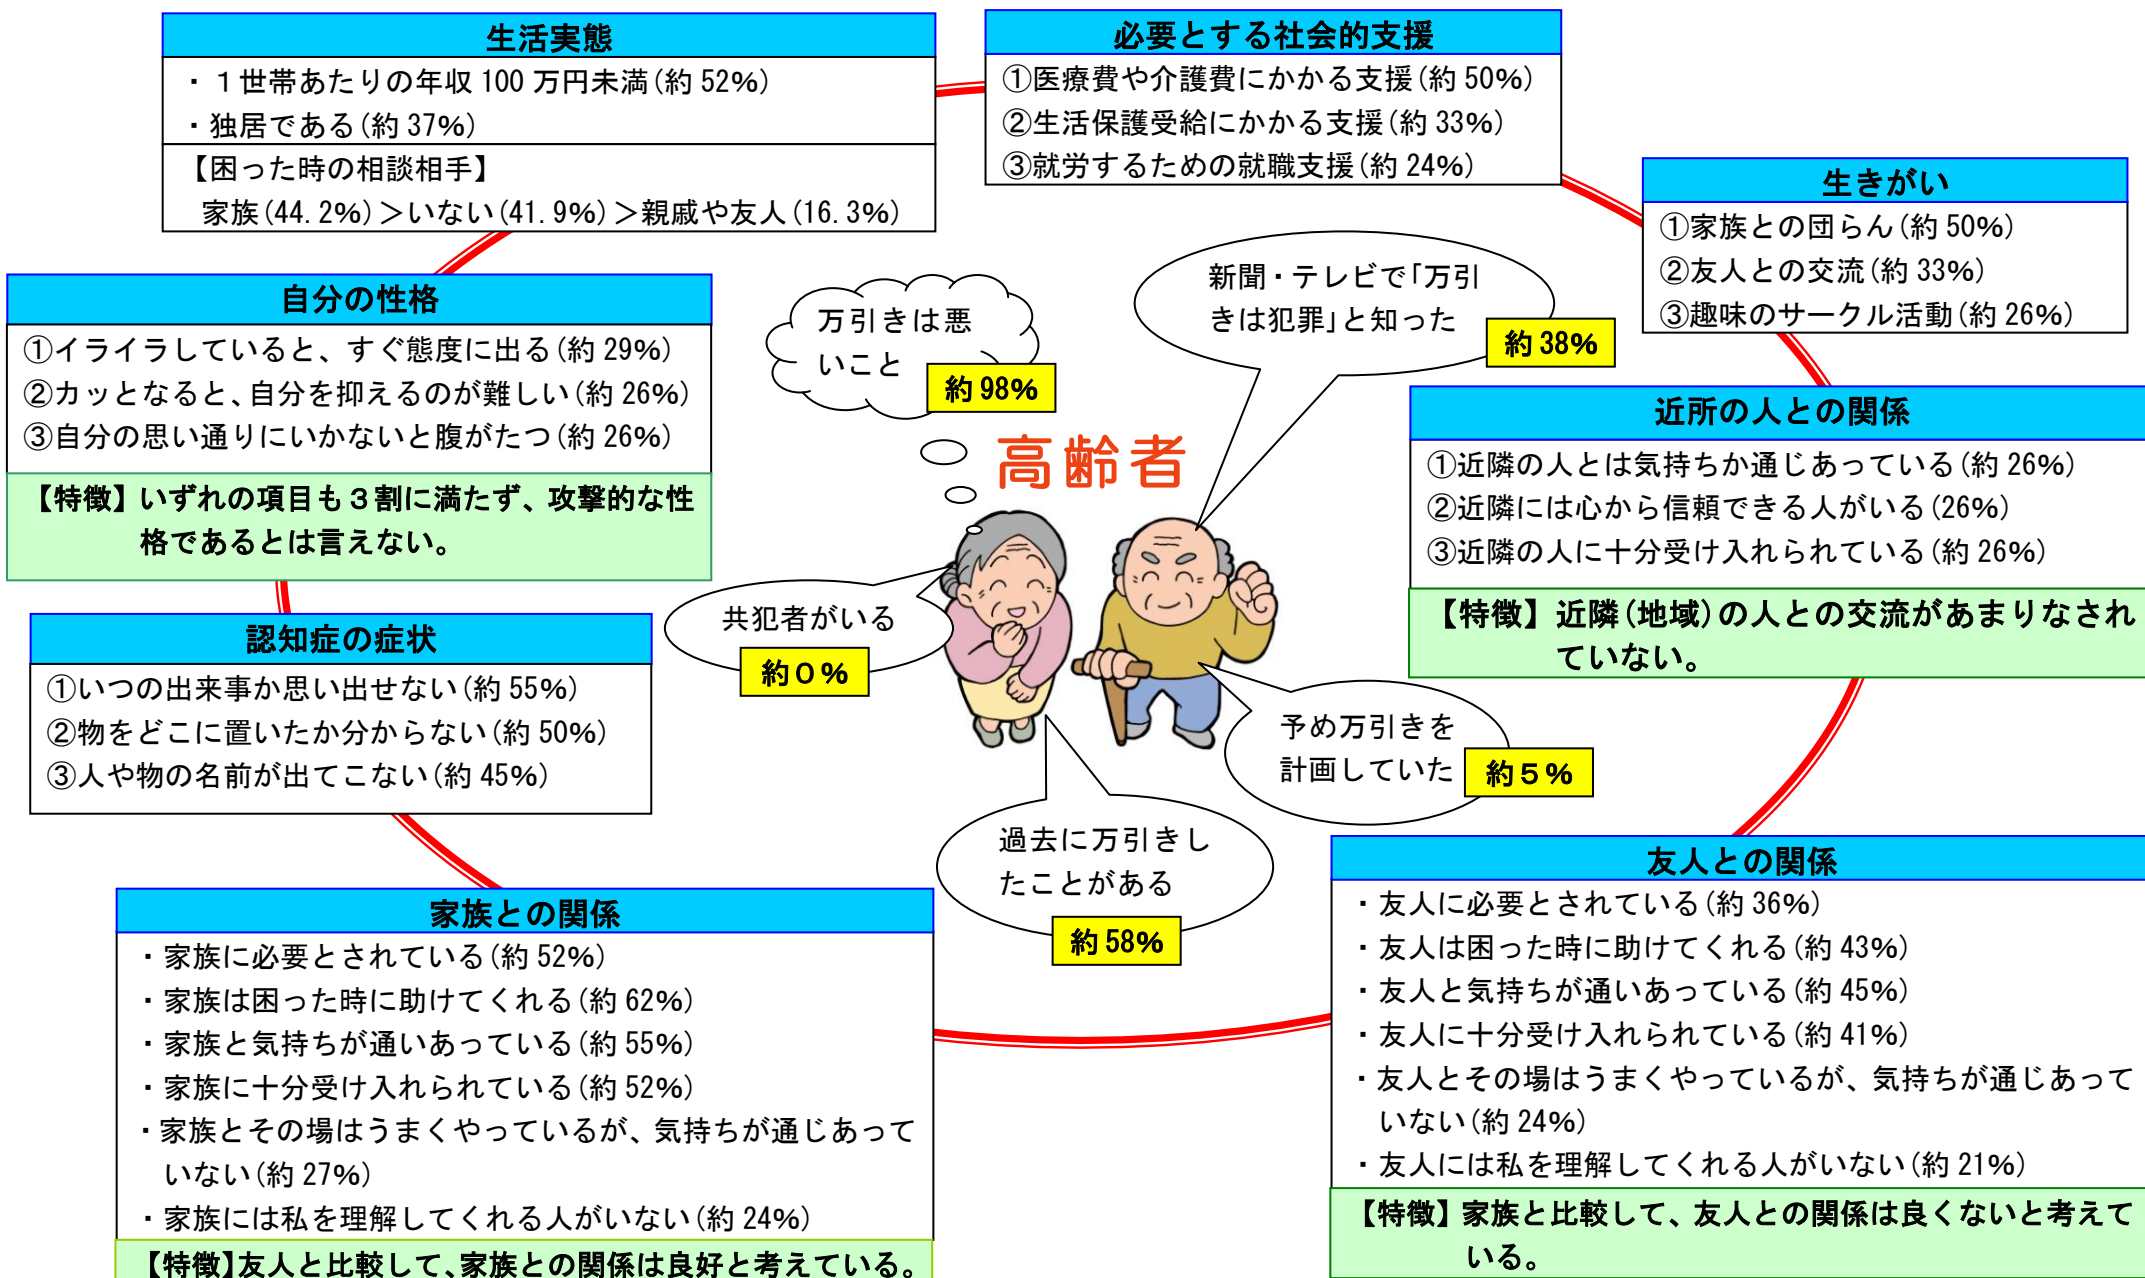 生活実態
・１世帯あたりの年収 100 万円未満(約 52%)
・独居である(約 37%)
【困った時の相談相手】
家族(44.2%)＞いない(41.9%)＞親戚や友人(16.3%)
必要とする社会的支援
①医療費や介護費にかかる支援(約 50%)
②生活保護受給にかかる支援(約 33%)
③就労するための就職支援(約 24%)
生きがい
①家族との団らん(約 50%)
②友人との交流(約 33%)
③趣味のサークル活動(約 26%)
自分の性格
①イライラしていると、すぐ態度に出る(約 29%)
②カッとなると、自分を抑えるのが難しい(約 26%)
③自分の思い通りにいかないと腹がたつ(約 26%)
【特徴】いずれの項目も３割に満たず、攻撃的な性
格であるとは言えない。
万引きは悪
いこと
約 98%
新聞・テレビで「万引
きは犯罪」と知った
約 38%
高齢者
近所の人との関係
①近隣の人とは気持ちか通じあっている(約 26%)
②近隣には心から信頼できる人がいる(26%)
③近隣の人に十分受け入れられている(約 26%)
【特徴】近隣(地域)の人との交流があまりなされ
ていない。
共犯者がいる
約０%
認知症の症状
①いつの出来事か思い出せない(約 55%)
②物をどこに置いたか分からない(約 50%)
③人や物の名前が出てこない(約 45%)
予め万引きを
計画していた
約５%
過去に万引きし
たことがある
約 58%
家族との関係
・家族に必要とされている(約 52%)
・家族は困った時に助けてくれる(約 62%)
・家族と気持ちが通いあっている(約 55%)
・家族に十分受け入れられている(約 52%)
・家族とその場はうまくやっているが、気持ちが通じあって
いない(約 27%)
・家族には私を理解してくれる人がいない(約 24%)
【特徴】友人と比較して、家族との関係は良好と考えている。
友人との関係
・友人に必要とされている(約 36%)
・友人は困った時に助けてくれる(約 43%)
・友人と気持ちが通いあっている(約 45%)
・友人に十分受け入れられている(約 41%)
・友人とその場はうまくやっているが、気持ちが通じあって
いない(約 24%)
・友人には私を理解してくれる人がいない(約 21%)
【特徴】家族と比較して、友人との関係は良くないと考えて
いる。